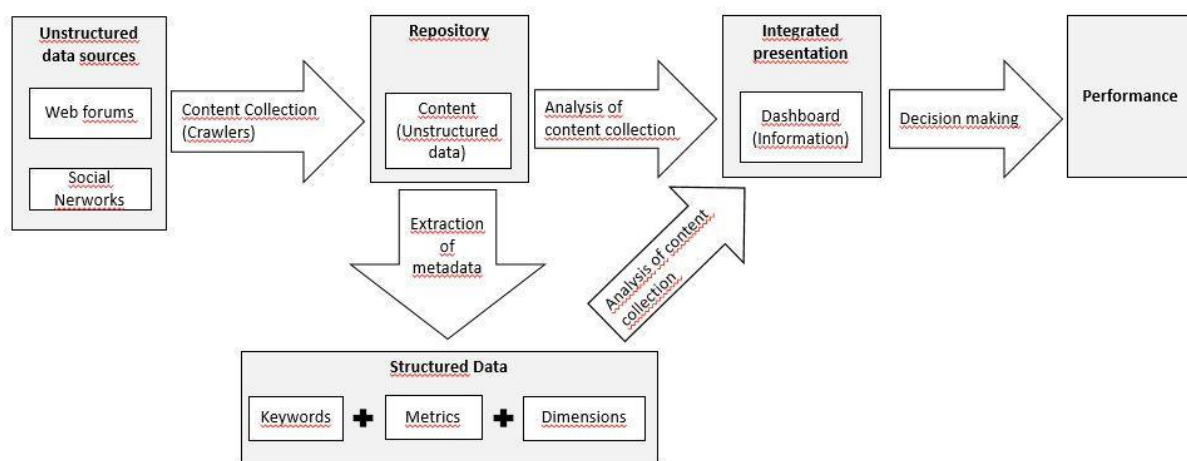 Unstructured
data sources
Web forums
Social
Nerworks
Content Collection
(Crawlers)
Repository
Content
(Unstructured
data)
Analysis of
content collection
Integrated
presentation
Dashboard
(Information)
Decision making
Performance
Extraction
of
metadata
Analysis of content
collection
Structured Data
Keywords + Metrics + Dimensions